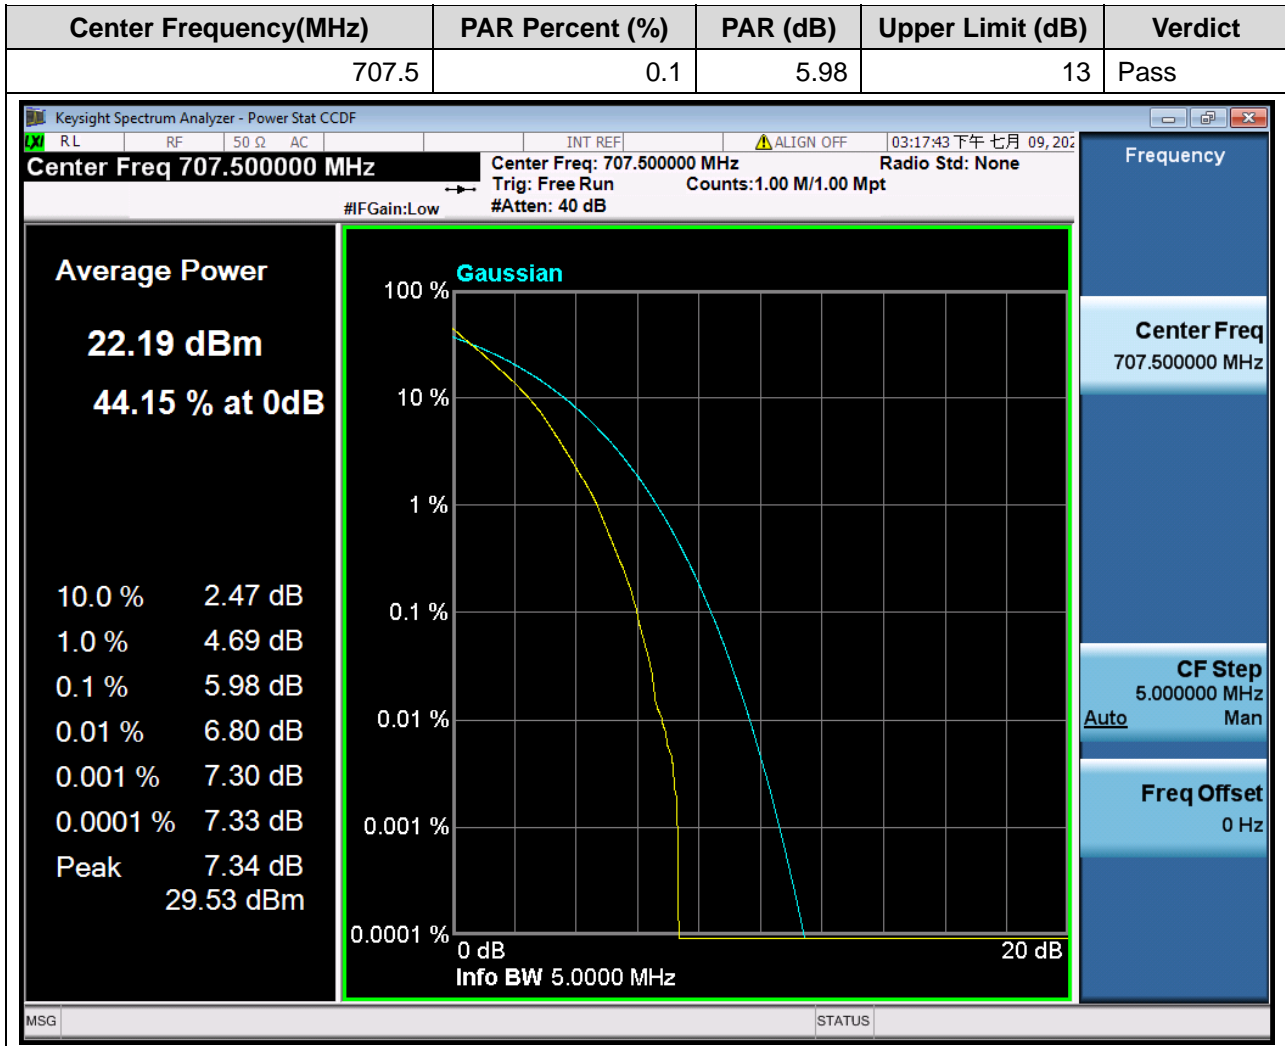 Center Frequency(MHz) PAR Percent (%) PAR (dB) Upper Limit (dB) Verdict
707.5 0.1 5.98 13 Pass
Keysight Spectrum Analyzer - Power Stat CCDF
LXI RL RF 50 Ω AC INT REF ALIGN OFF 03:17:43 下午 七月 09, 202
Center Freq 707.500000 MHz
Center Freq: 707.500000 MHz Radio Std: None
Trig: Free Run Counts:1.00 M/1.00 Mpt
#IFGain:Low #Atten: 40 dB
Average Power
22.19 dBm
44.15 % at 0dB
10.0 % 2.47 dB
1.0 % 4.69 dB
0.1 % 5.98 dB
0.01 % 6.80 dB
0.001 % 7.30 dB
0.0001 % 7.33 dB
Peak 7.34 dB
29.53 dBm
Gaussian
100 %
10 %
1 %
0.1 %
0.01 %
0.001 %
0.0001 %
0 dB 20 dB
Info BW 5.0000 MHz
Frequency
Center Freq
707.500000 MHz
CF Step
5.000000 MHz
Auto Man
Freq Offset
0 Hz
MSG STATUS